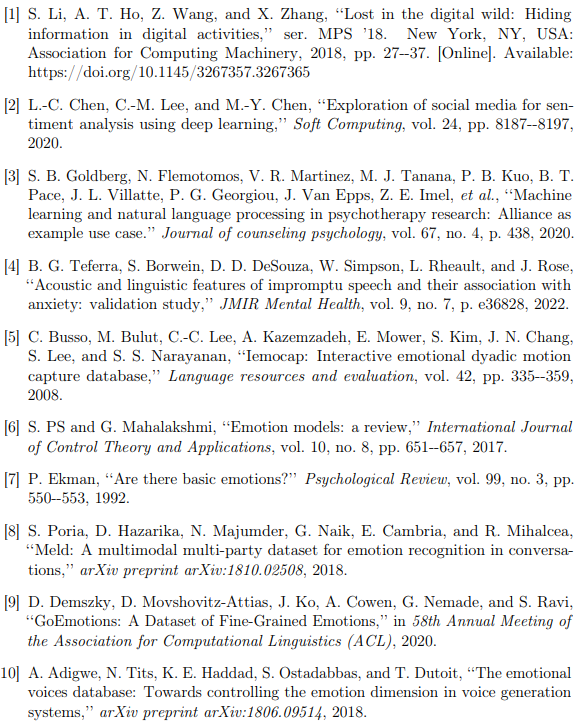 [1] S. Li, A. T. Ho, Z. Wang, and X. Zhang, “Lost in the digital wild: Hiding
information in digital activities,” ser. MPS ’18. New York, NY, USA:
Association for Computing Machinery, 2018, pp. 27--37. [Online]. Available:
https://doi.org/10.1145/3267357.3267365
[2] L.-C. Chen, C.-M. Lee, and M.-Y. Chen, “Exploration of social media for sen-
timent analysis using deep learning,” Soft Computing, vol. 24, pp. 8187--8197,
2020.
[3] S. B. Goldberg, N. Flemotomos, V. R. Martinez, M. J. Tanana, P. B. Kuo, B. T.
Pace, J. L. Villatte, P. G. Georgiou, J. Van Epps, Z. E. Imel, et al., “Machine
learning and natural language processing in psychotherapy research: Alliance as
example use case.” Journal of counseling psychology, vol. 67, no. 4, p. 438, 2020.
[4] B. G. Teferra, S. Borwein, D. D. DeSouza, W. Simpson, L. Rheault, and J. Rose,
“Acoustic and linguistic features of impromptu speech and their association with
anxiety: validation study,” JMIR Mental Health, vol. 9, no. 7, p. e36828, 2022.
[5] C. Busso, M. Bulut, C.-C. Lee, A. Kazemzadeh, E. Mower, S. Kim, J. N. Chang,
S. Lee, and S. S. Narayanan, “Iemocap: Interactive emotional dyadic motion
capture database,” Language resources and evaluation, vol. 42, pp. 335--359,
2008.
[6] S. PS and G. Mahalakshmi, “Emotion models: a review,” International Journal
of Control Theory and Applications, vol. 10, no. 8, pp. 651--657, 2017.
[7] P. Ekman, “Are there basic emotions?” Psychological Review, vol. 99, no. 3, pp.
550--553, 1992.
[8] S. Poria, D. Hazarika, N. Majumder, G. Naik, E. Cambria, and R. Mihalcea,
“Meld: A multimodal multi-party dataset for emotion recognition in conversa-
tions,” arXiv preprint arXiv:1810.02508, 2018.
[9] D. Demszky, D. Movshovitz-Attias, J. Ko, A. Cowen, G. Nemade, and S. Ravi,
“GoEmotions: A Dataset of Fine-Grained Emotions,” in 58th Annual Meeting of
the Association for Computational Linguistics (ACL), 2020.
10] A. Adigwe, N. Tits, K. E. Haddad, S. Ostadabbas, and T. Dutoit, “The emotional
voices database: Towards controlling the emotion dimension in voice generation
systems,” arXiv preprint arXiv:1806.09514, 2018.